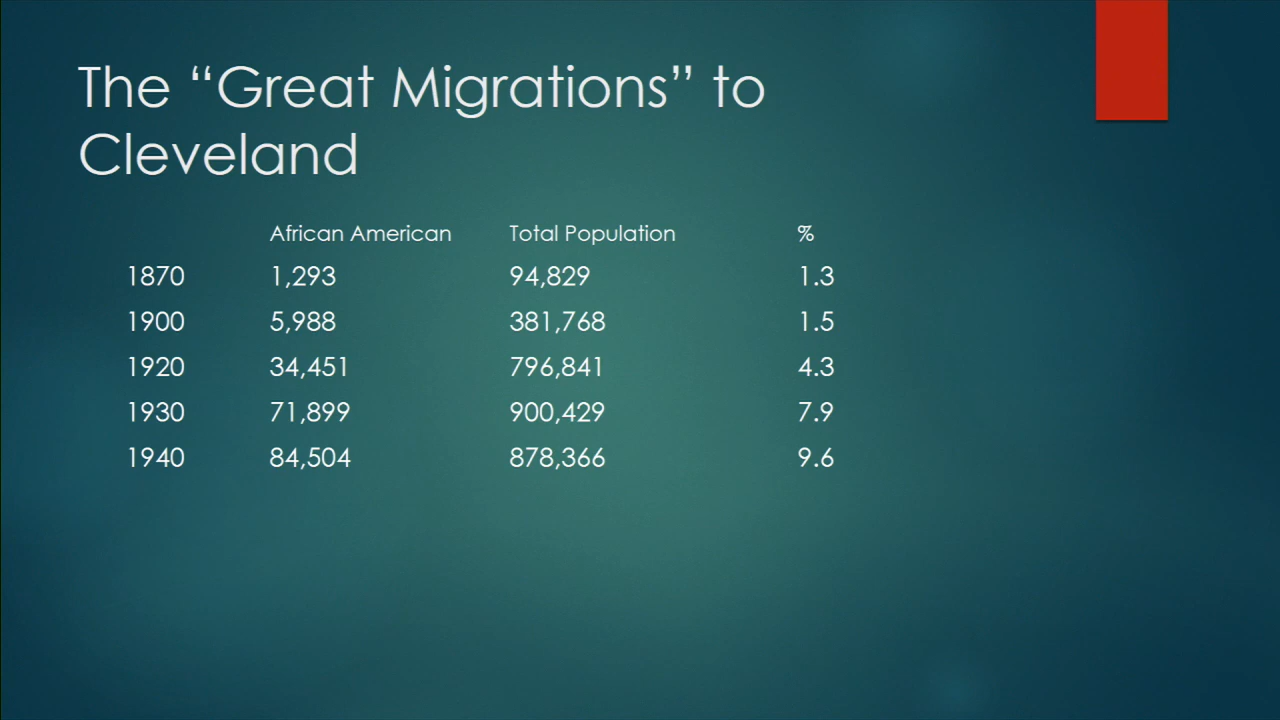 The “Great Migrations” to
Cleveland
African American Total Population %
1870 1,293 94,829 1.3
1900 5,988 381,768 1.5
1920 34,451 796,841 4.3
1930 71,899 900,429 7.9
1940 84,504 878,366 9.6